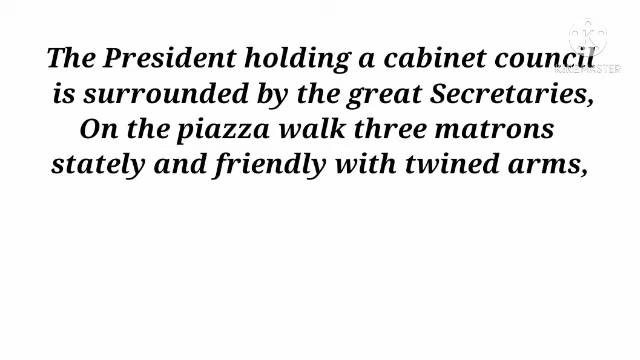 The President holding a cabinet council
is surrounded by the great Secretaries,
On the piazza walk three matrons
stately and friendly with twined arms,
KINEMASTER